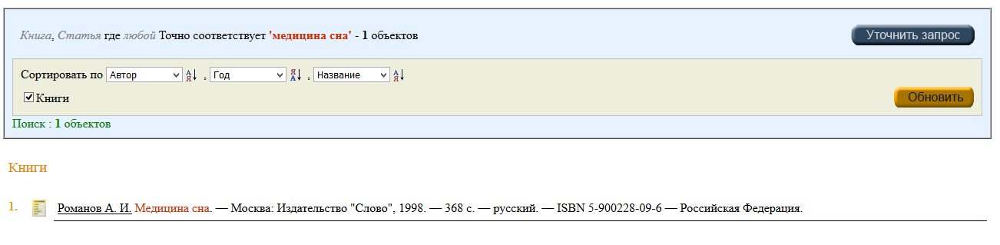 Книга, Статья где любой Точно соответствует 'медицина сна' - 1 объектов
Уточнить запрос
Сортировать по Автор , Год , Название
Книги
Обновить
Поиск : 1 объектов
Книги
1. Романов А. И. Медицина сна. — Москва: Издательство "Слово", 1998. — 368 с. — русский. — ISBN 5-900228-09-6 — Российская Федерация.